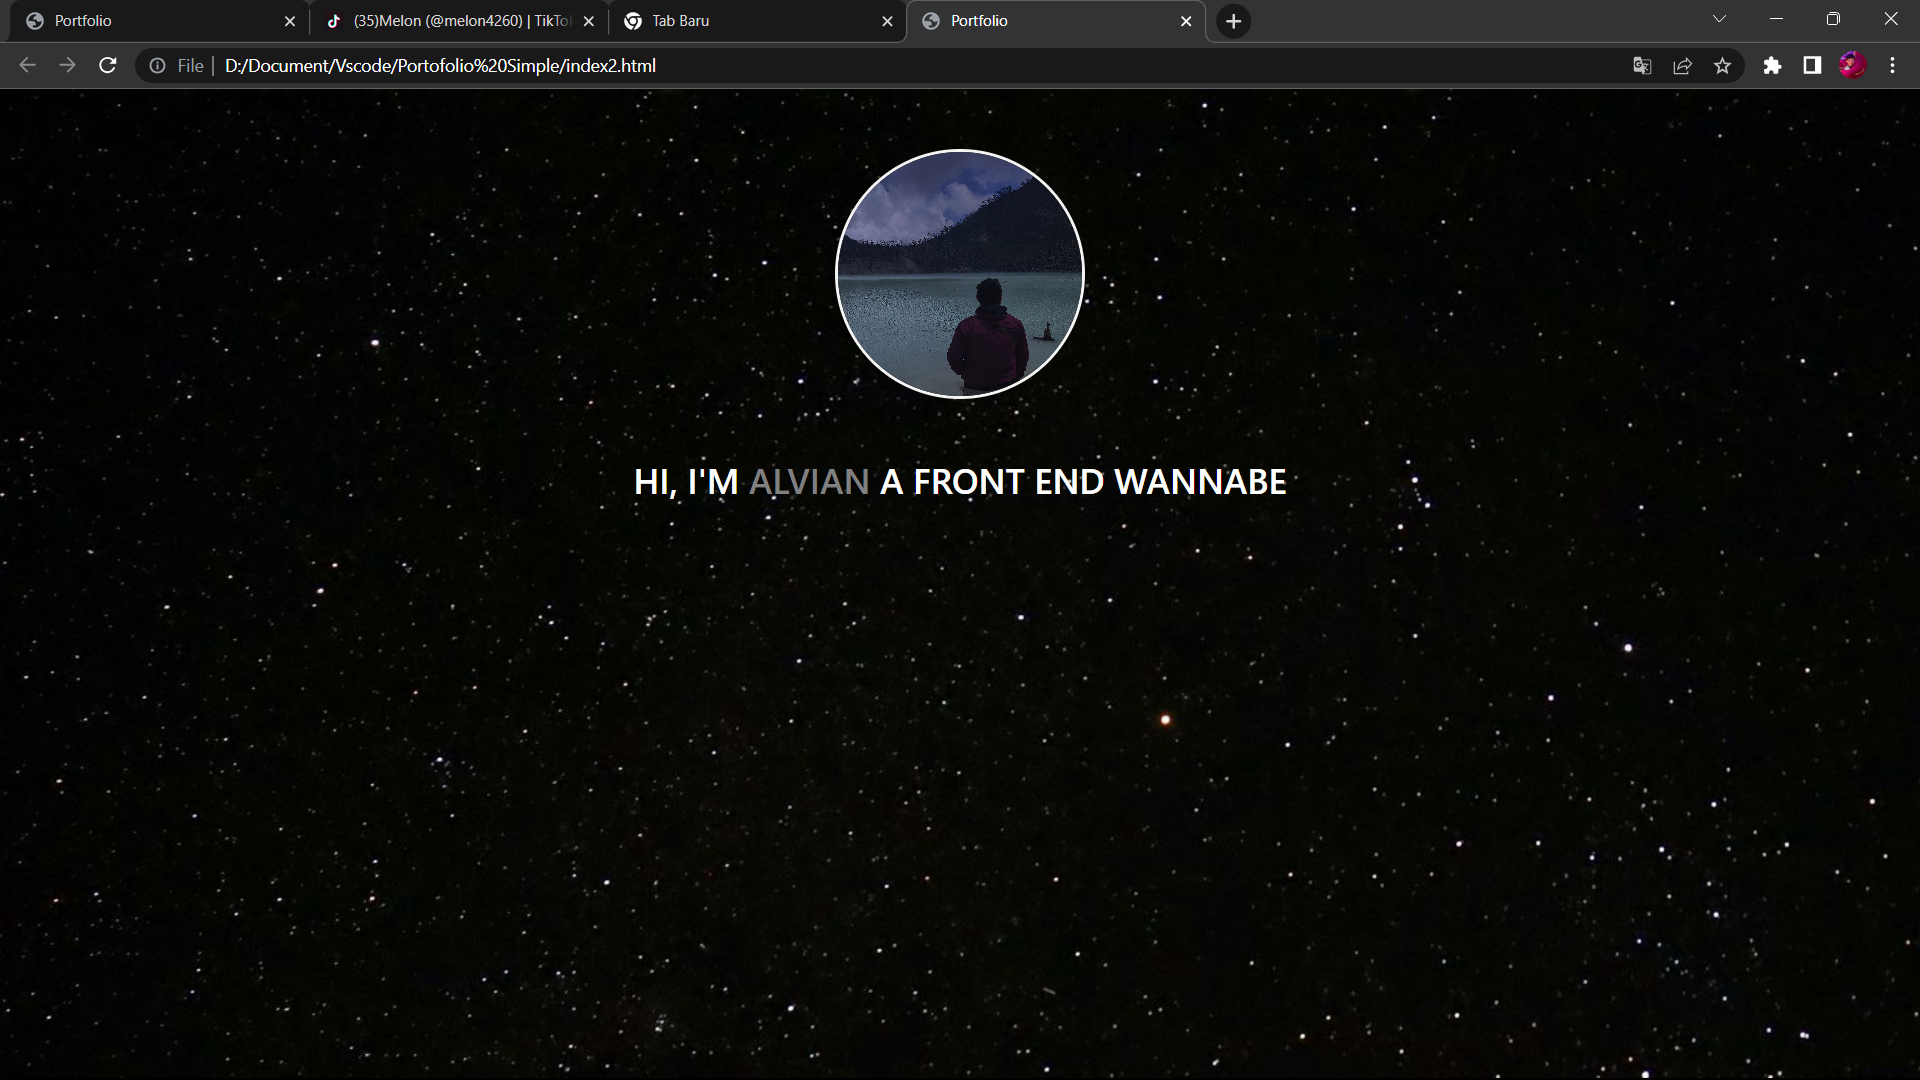 Portfolio
(35)Melon (@melon4260) | TikTo
Tab Baru
Portfolio
File | D:/Document/Vscode/Portofolio%20Simple/index2.html
HI, I'M ALVIAN A FRONT END WANNABE